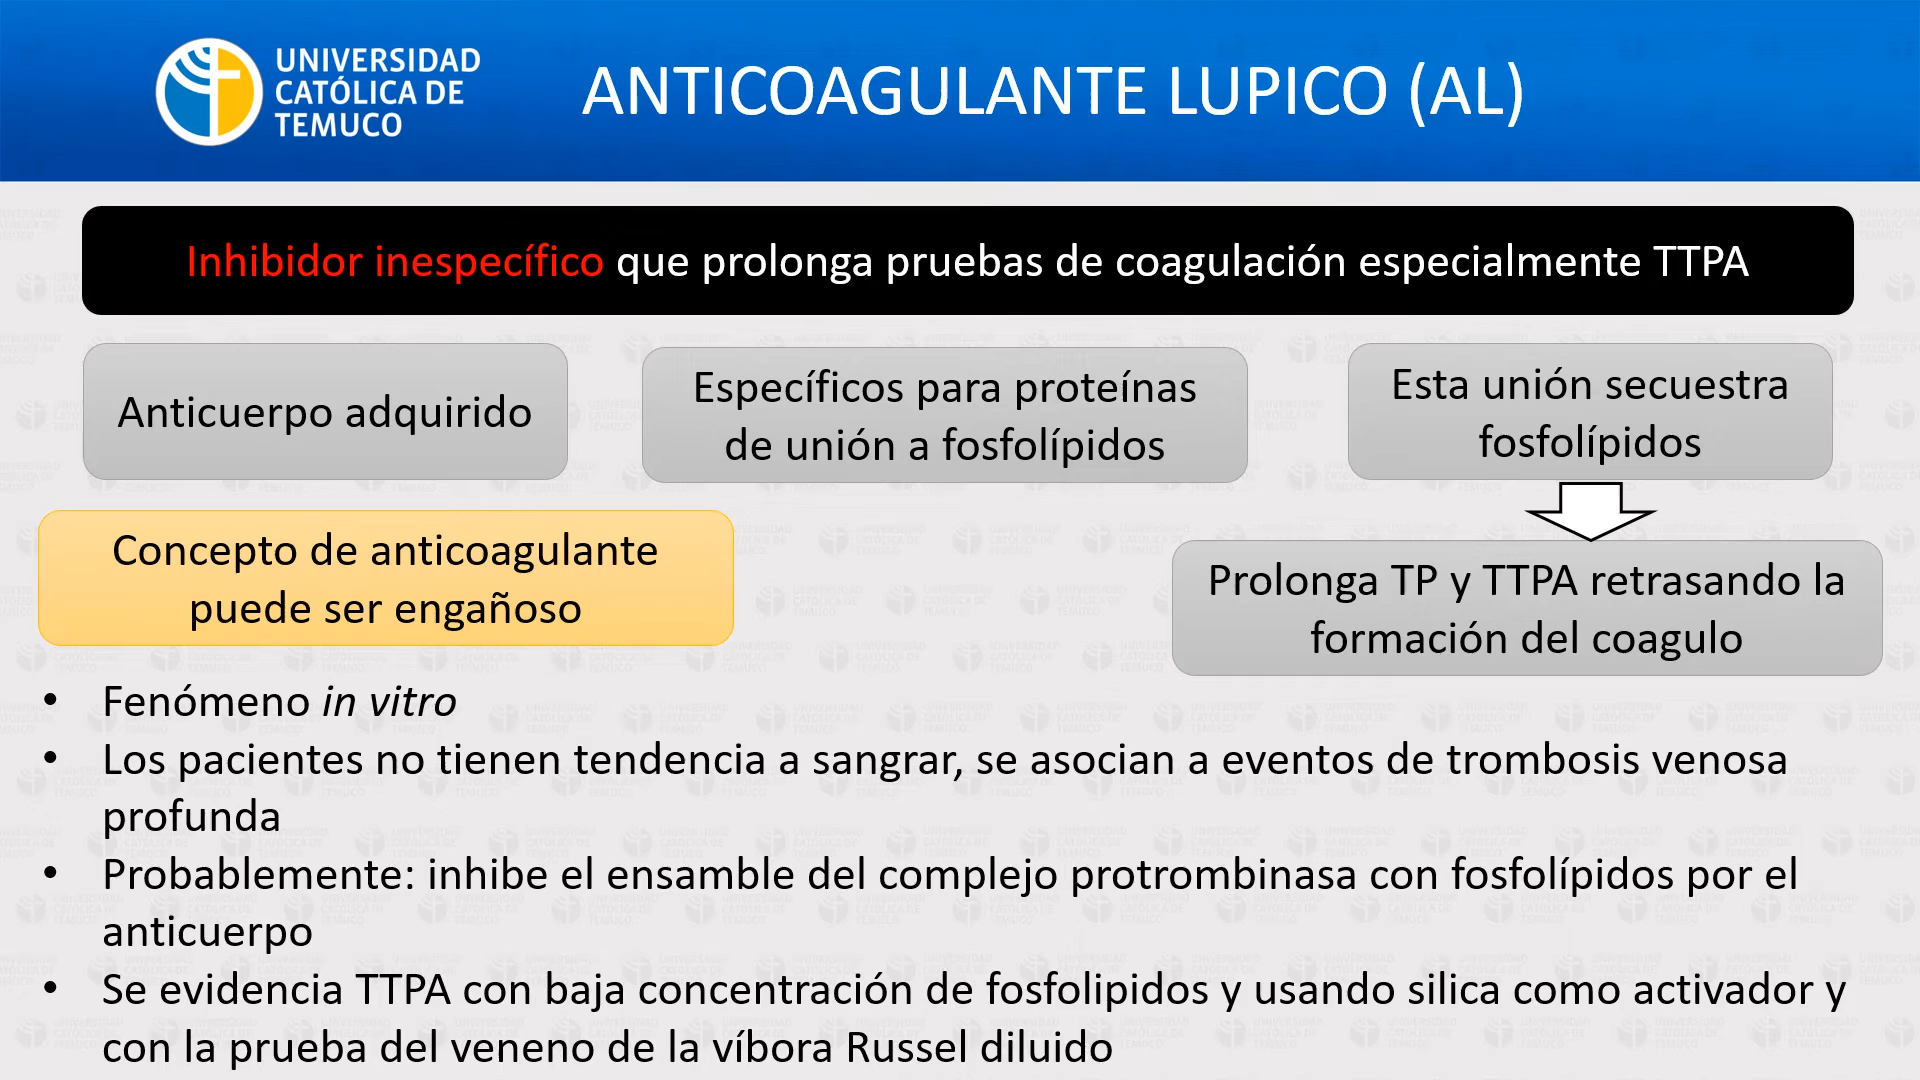 UNIVERSIDAD
CATÓLICA DE
TEMUCO
ANTICOAGULANTE LUPICO (AL)
Inhibidor inespecífico que prolonga pruebas de coagulación especialmente TTPA
Anticuerpo adquirido
Específicos para proteínas
de unión a fosfolípidos
Esta unión secuestra
fosfolípidos
Concepto de anticoagulante
puede ser engañoso
Prolonga TP y TTPA retrasando la
formación del coagulo
• Fenómeno in vitro
• Los pacientes no tienen tendencia a sangrar, se asocian a eventos de trombosis venosa
profunda
• Probablemente: inhibe el ensamble del complejo protrombinasa con fosfolípidos por el
anticuerpo
• Se evidencia TTPA con baja concentración de fosfolipidos y usando silica como activador y
con la prueba del veneno de la víbora Russel diluido